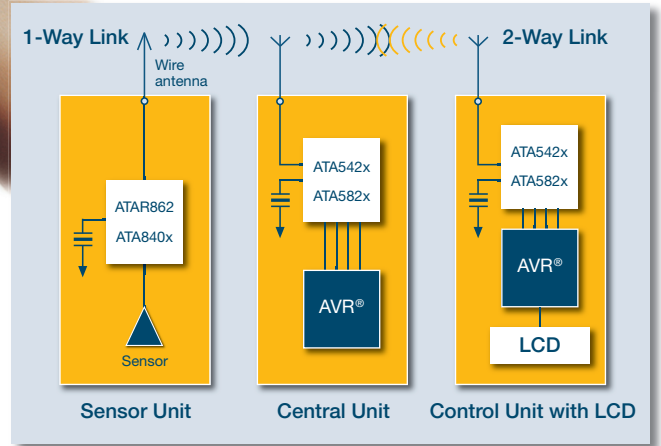 1-Way Link
2-Way Link
Wire
antenna
ATAR862
ATA840x
Sensor
ATA542x
ATA582x
AVR®
ATA542x
ATA582x
AVR®
LCD
Sensor Unit
Central Unit
Control Unit with LCD